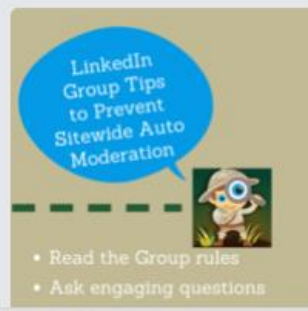 LinkedIn
Group Tips
to Prevent
Sitewide Auto
Moderation
• Read the Group rules
• Ask engaging questions